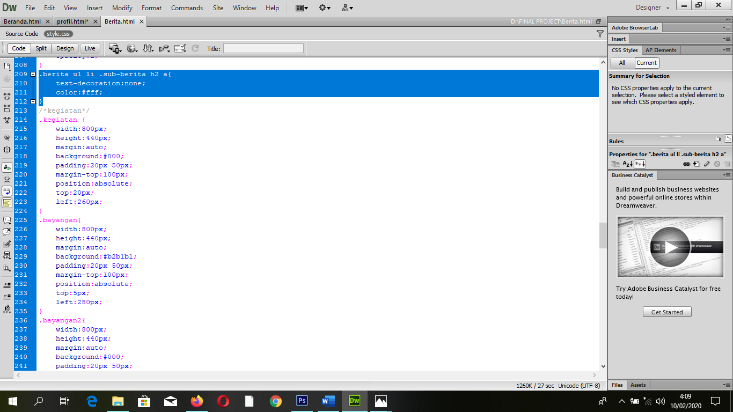 Dw File Edit View Insert Modify Format Commands Site Window Help Designer
Beranda.html × profil.html* × Berita.html × D:\FINAL PROJECT\Berita.html
Source Code style.css
Code Split Design Live Title:
208 }
209 .berita ul li .sub-berita h2 a{
210 text-decoration:none;
211 color:#fff;
212 }
213 /*kegiatan*/
214 .kegiatan {
215 width:800px;
216 height:440px;
217 margin:auto;
218 background:#000;
219 padding:20px 50px;
220 margin-top:100px;
221 position:absolute;
222 top:20px;
223 left:260px;
224 }
225 .bayangan{
226 width:800px;
227 height:440px;
228 margin:auto;
229 background:#b2b1b1;
230 padding:20px 50px;
231 margin-top:100px;
232 position:absolute;
233 top:5px;
234 left:280px;
235 }
236 .bayangan2{
237 width:800px;
238 height:440px;
239 margin:auto;
240 background:#000;
241 padding:20px 50px;
1260K / 27 sec Unicode (UTF-8)
Adobe BrowserLab
Insert
CSS Styles AP Elements
All Current
Summary for Selection
No CSS properties apply to the current
selection. Please select a styled element to
see which CSS properties apply.
Rules
Properties for ".berita ul li .sub-berita h2 a"
Business Catalyst
Build and publish business websites
and powerful online stores within
Dreamweaver.
Try Adobe Business Catalyst for free
today!
Get Started
Files Assets
4:09
10/02/2020